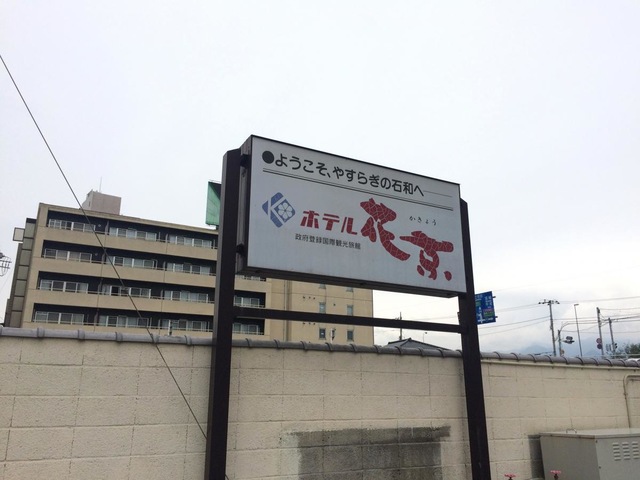 ●ようこそ、やすらぎの石和へ
かきょう
ホテル花京
政府登録国際観光旅館